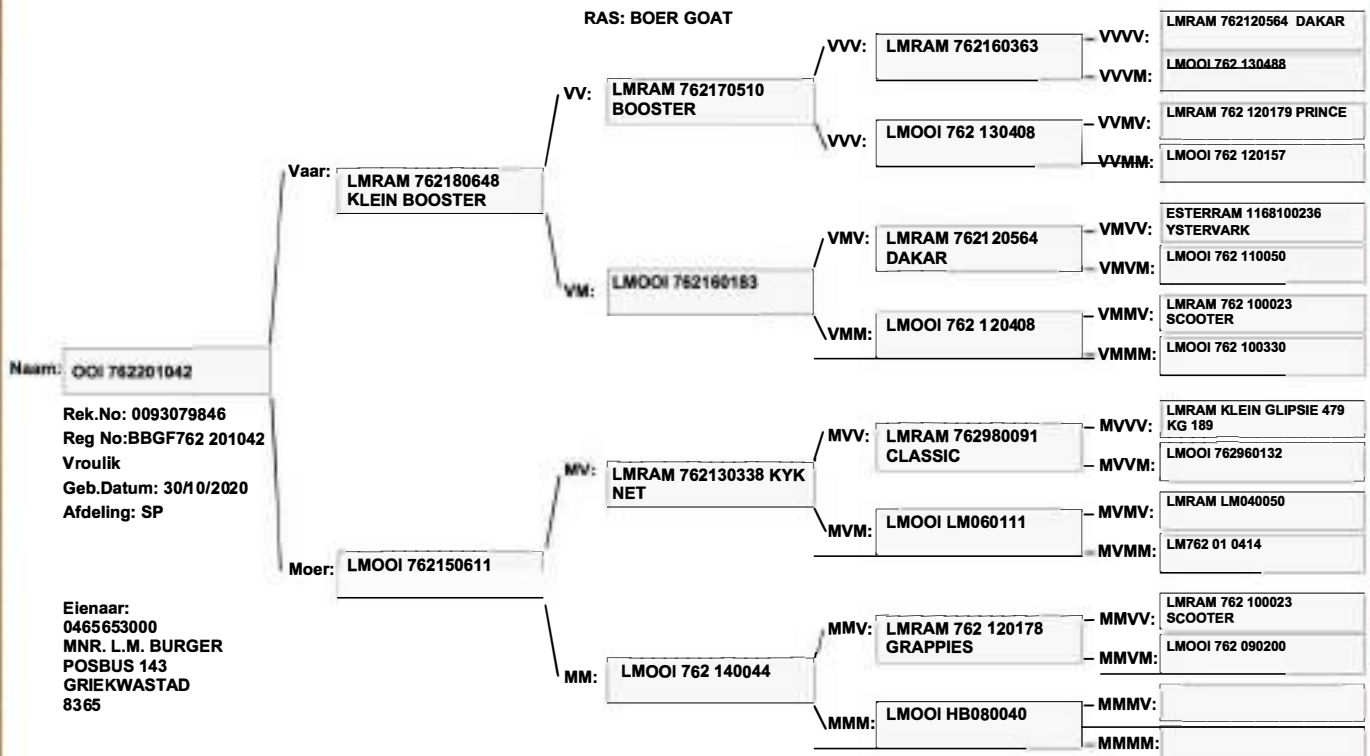 RAS: BOER GOAT
Naam: OOI 762201042
Rek.No: 0093079846
Reg No:BBGF762 201042
Vroulik
Geb.Datum: 30/10/2020
Afdeling: SP
Eienaar:
0465653000
MNR. L.M. BURGER
POSBUS 143
GRIEKWASTAD
8365
Vaar: LMRAM 762180648
KLEIN BOOSTER
Moer: LMOOI 762150611
VV: LMRAM 762170510
BOOSTER
VM: LMOOI 762160183
MV: LMRAM 762130338 KYK
NET
MM: LMOOI 762 140044
VVV: LMRAM 762160363
VVV: LMOOI 762 130408
VMV: LMRAM 762120564
DAKAR
VMM: LMOOI 762 120408
MVV: LMRAM 762980091
CLASSIC
MVM: LMOOI LM060111
MMV: LMRAM 762 120178
GRAPPIES
MMM: LMOOI HB080040
VVVV: LMRAM 762120564 DAKAR
VVVM: LMOOI 762 130488
VVMV: LMRAM 762 120179 PRINCE
VVMM: LMOOI 762 120157
VMVV: ESTERRAM 1168100236
YSTERVARK
VMVM: LMOOI 762 110050
VMMV: LMRAM 762 100023
SCOOTER
VMMM: LMOOI 762 100330
MVVV: LMRAM KLEIN GLIPSIE 479
KG 189
MVVM: LMOOI 762960132
MVMV: LMRAM LM040050
MVMM: LM762 01 0414
MMVV: LMRAM 762 100023
SCOOTER
MMVM: LMOOI 762 090200
MMMV:
MMMM: